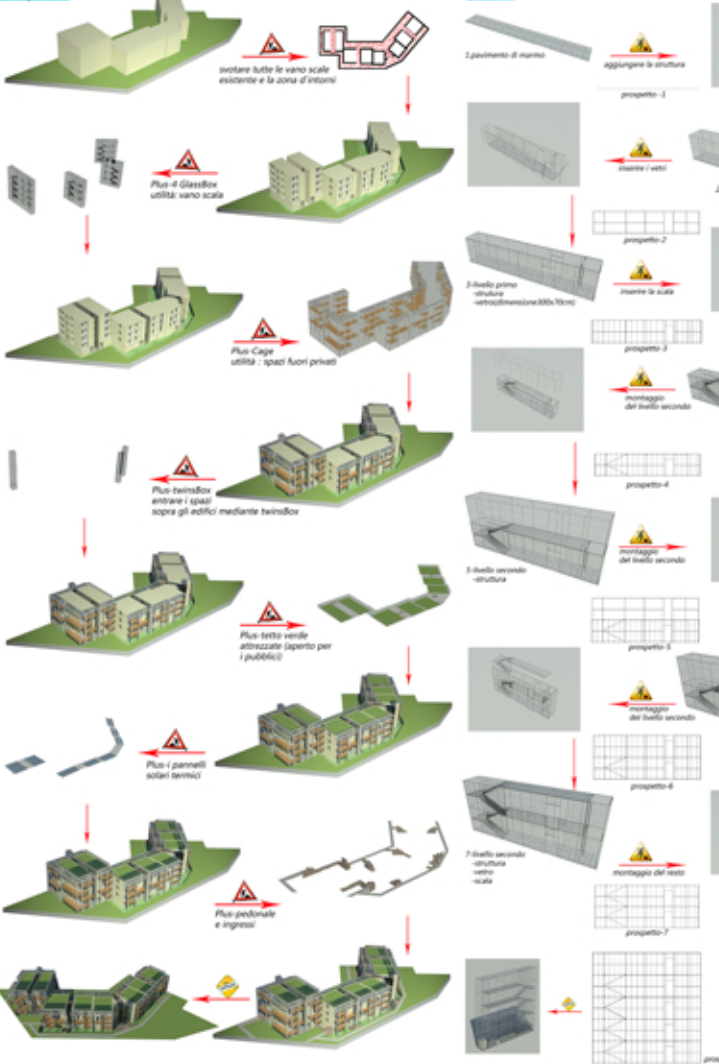 svotare tutte le vano scale
esistente e la zona d'intorni
Plus-4 GlassBox
utilità: vano scala
Plus-Cage
utilità : spazi fuori privati
Plus-twinsBox
entrare i spazi
sopra gli edifici mediante twinsBox
Plus-tetto verde
attrezzate (aperto per
i pubblici)
Plus-i pannelli
solari termici
Plus-pedonale
e ingressi
1.pavimento di marmo
aggiungere la struttura
prospetto -1
inserire i vetri
prospetto-2
3-livello primo
-strutura
-vetro(dimensione300x70cm)
inserire la scala
prospetto-3
montaggio
del livello secondo
prospetto-4
5-livello secondo
-struttura
montaggio
del livello secondo
prospetto-5
montaggio
del livello secondo
prospetto-6
7-livello secondo
-struttura
-vetro
-scala
montaggio del resto
prospetto-7